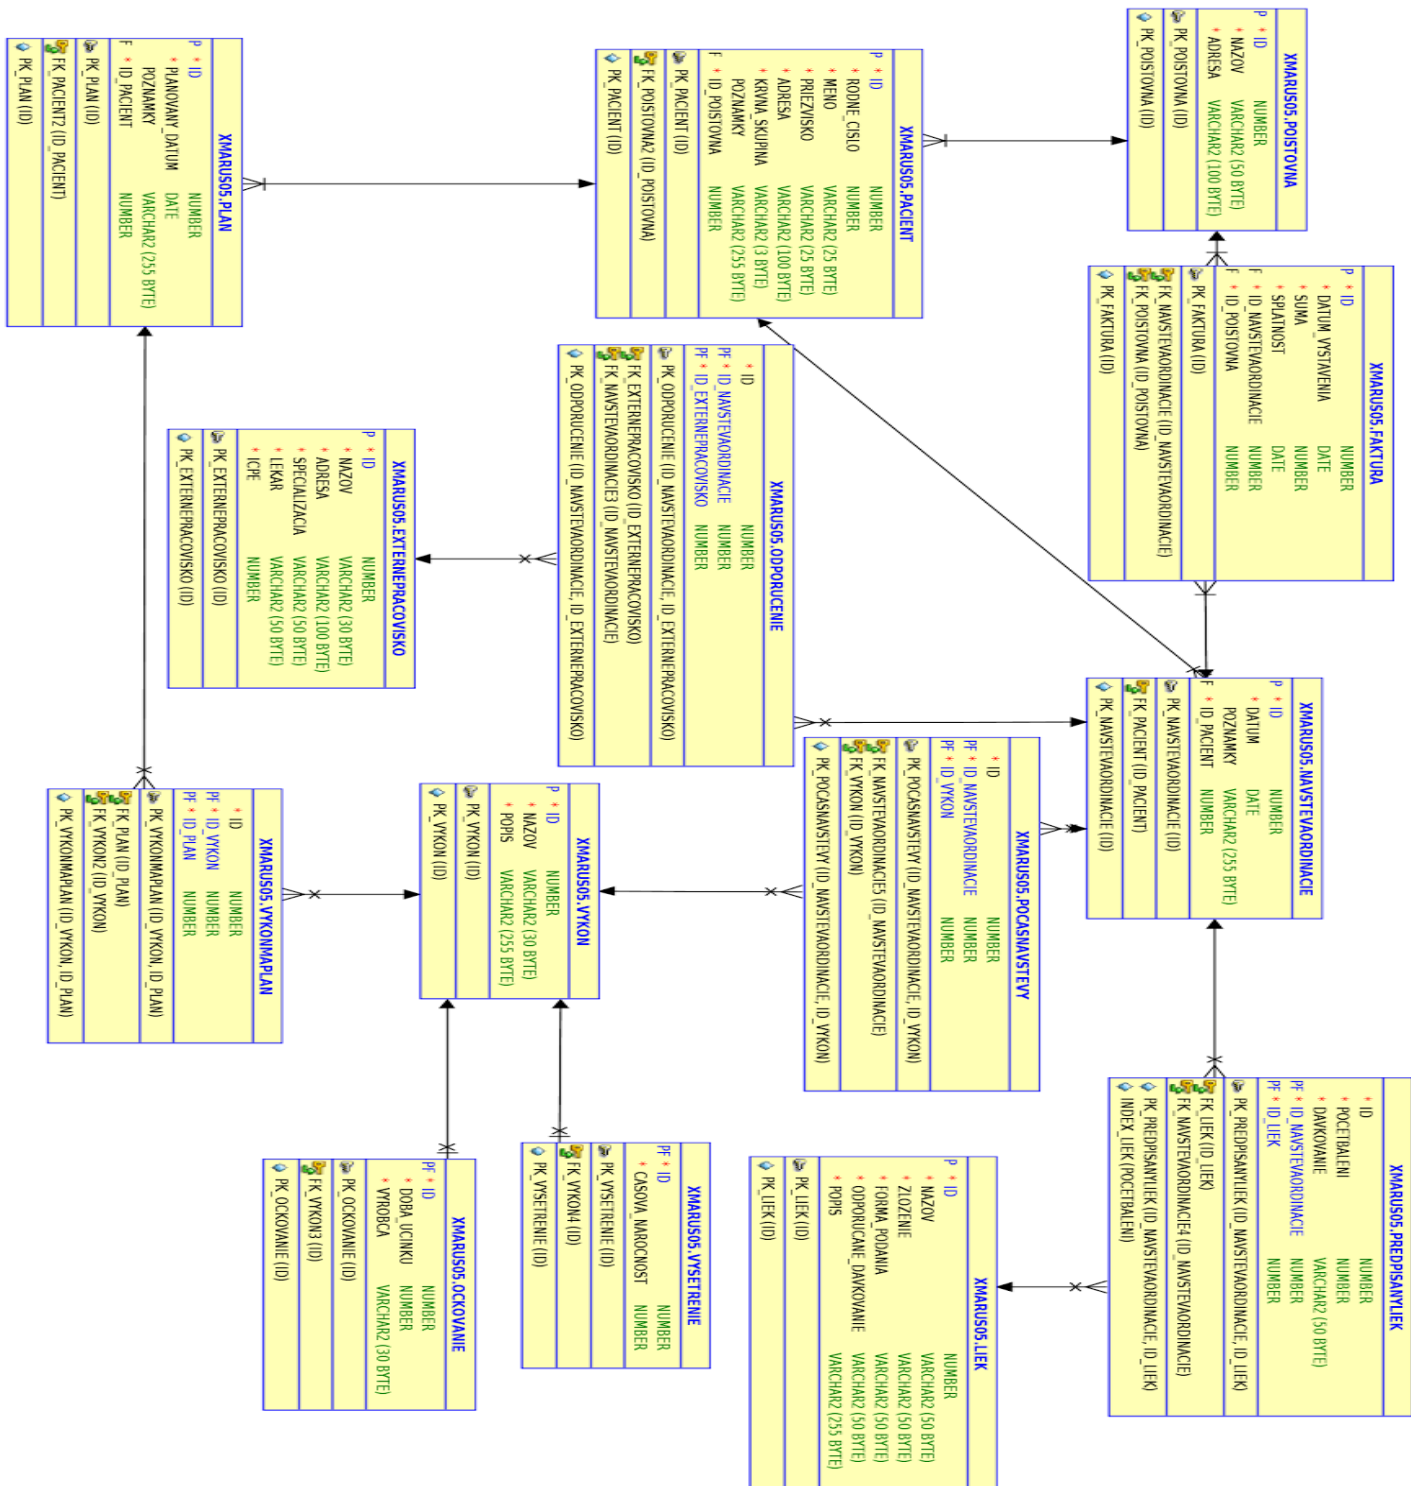 XMARUS05.POISTOVNA
P * ID NUMBER
* NAZOV VARCHAR2 (50 BYTE)
* ADRESA VARCHAR2 (100 BYTE)
PK_POISTOVNA (ID)
PK_POISTOVNA (ID)
XMARUS05.FAKTURA
P * ID NUMBER
* DATUM_VYSTAVENIA DATE
* SUMA NUMBER
* SPLATNOST DATE
F * ID_NAVSTEVAORDINACIE NUMBER
F * ID_POISTOVNA NUMBER
PK_FAKTURA (ID)
FK_NAVSTEVAORDINACIE (ID_NAVSTEVAORDINACIE)
FK_POISTOVNA (ID_POISTOVNA)
PK_FAKTURA (ID)
XMARUS05.NAVSTEVAORDINACIE
P * ID NUMBER
* DATUM DATE
POZNAMKY VARCHAR2 (255 BYTE)
F * ID_PACIENT NUMBER
PK_NAVSTEVAORDINACIE (ID)
FK_PACIENT (ID_PACIENT)
PK_NAVSTEVAORDINACIE (ID)
XMARUS05.PREDPISANYLIEK
* ID NUMBER
* POCETBALENI NUMBER
* DAVKOVANIE VARCHAR2 (50 BYTE)
PF * ID_NAVSTEVAORDINACIE NUMBER
PF * ID_LIEK NUMBER
PK_PREDPISANYLIEK (ID_NAVSTEVAORDINACIE, ID_LIEK)
FK_LIEK (ID_LIEK)
FK_NAVSTEVAORDINACIE4 (ID_NAVSTEVAORDINACIE)
PK_PREDPISANYLIEK (ID_NAVSTEVAORDINACIE, ID_LIEK)
INDEX_LIEK (POCETBALENI)
XMARUS05.PACIENT
P * ID NUMBER
* RODNE_CISLO NUMBER
* MENO VARCHAR2 (25 BYTE)
* PRIEZVISKO VARCHAR2 (25 BYTE)
* ADRESA VARCHAR2 (100 BYTE)
* KRVNA_SKUPINA VARCHAR2 (3 BYTE)
POZNAMKY VARCHAR2 (255 BYTE)
F * ID_POISTOVNA NUMBER
PK_PACIENT (ID)
FK_POISTOVNA2 (ID_POISTOVNA)
PK_PACIENT (ID)
XMARUS05.ODPORUCENIE
* ID NUMBER
PF * ID_NAVSTEVAORDINACIE NUMBER
PF * ID_EXTERNEPRACOVISKO NUMBER
PK_ODPORUCENIE (ID_NAVSTEVAORDINACIE, ID_EXTERNEPRACOVISKO)
FK_EXTERNEPRACOVISKO (ID_EXTERNEPRACOVISKO)
FK_NAVSTEVAORDINACIE3 (ID_NAVSTEVAORDINACIE)
PK_ODPORUCENIE (ID_NAVSTEVAORDINACIE, ID_EXTERNEPRACOVISKO)
XMARUS05.POCASNAVSTEVY
* ID NUMBER
PF * ID_NAVSTEVAORDINACIE NUMBER
PF * ID_VYKON NUMBER
PK_POCASNAVSTEVY (ID_NAVSTEVAORDINACIE, ID_VYKON)
FK_NAVSTEVAORDINACIE5 (ID_NAVSTEVAORDINACIE)
FK_VYKON (ID_VYKON)
PK_POCASNAVSTEVY (ID_NAVSTEVAORDINACIE, ID_VYKON)
XMARUS05.LIEK
P * ID NUMBER
* NAZOV VARCHAR2 (50 BYTE)
* ZLOZENIE VARCHAR2 (50 BYTE)
* FORMA_PODANIA VARCHAR2 (50 BYTE)
* ODPORUCANE_DAVKOVANIE VARCHAR2 (50 BYTE)
* POPIS VARCHAR2 (255 BYTE)
PK_LIEK (ID)
PK_LIEK (ID)
XMARUS05.EXTERNEPRACOVISKO
P * ID NUMBER
* NAZOV VARCHAR2 (30 BYTE)
* ADRESA VARCHAR2 (100 BYTE)
* SPECIALIZACIA VARCHAR2 (50 BYTE)
* LEKAR VARCHAR2 (50 BYTE)
* ICPE NUMBER
PK_EXTERNEPRACOVISKO (ID)
PK_EXTERNEPRACOVISKO (ID)
XMARUS05.VYKON
P * ID NUMBER
* NAZOV VARCHAR2 (30 BYTE)
* POPIS VARCHAR2 (255 BYTE)
PK_VYKON (ID)
PK_VYKON (ID)
XMARUS05.VYSETRENIE
PF * ID NUMBER
* CASOVA_NAROCNOST NUMBER
PK_VYSETRENIE (ID)
FK_VYKON4 (ID)
PK_VYSETRENIE (ID)
XMARUS05.PLAN
P * ID NUMBER
* PLANOVANY_DATUM DATE
POZNAMKY VARCHAR2 (255 BYTE)
F * ID_PACIENT NUMBER
PK_PLAN (ID)
FK_PACIENT2 (ID_PACIENT)
PK_PLAN (ID)
XMARUS05.VYKONMAPLAN
* ID NUMBER
PF * ID_VYKON NUMBER
PF * ID_PLAN NUMBER
PK_VYKONMAPLAN (ID_VYKON, ID_PLAN)
FK_PLAN (ID_PLAN)
FK_VYKON2 (ID_VYKON)
PK_VYKONMAPLAN (ID_VYKON, ID_PLAN)
XMARUS05.OCKOVANIE
PF * ID NUMBER
* DOBA_UCINKU NUMBER
* VYROBCA VARCHAR2 (30 BYTE)
PK_OCKOVANIE (ID)
FK_VYKON3 (ID)
PK_OCKOVANIE (ID)